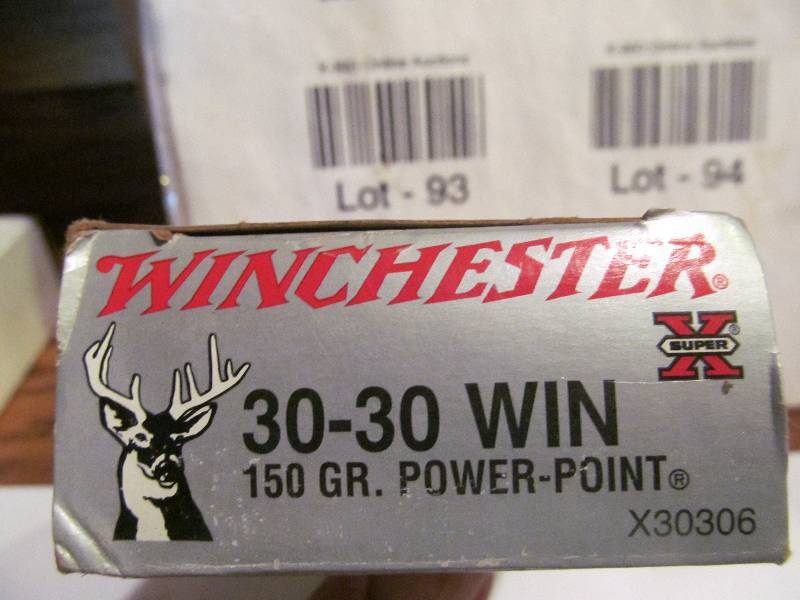 Lot - 93
Lot - 94
WINCHESTER®
SUPER X®
30-30 WIN
150 GR. POWER-POINT®
X30306